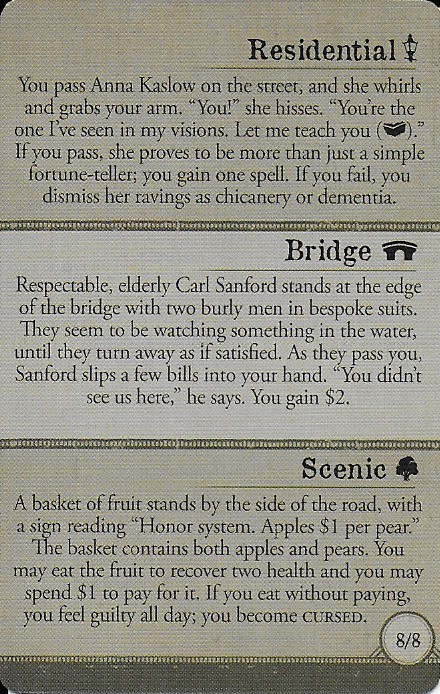 Residential
You pass Anna Kaslow on the street, and she whirls
and grabs your arm. “You!” she hisses. “You’re the
one I’ve seen in my visions. Let me teach you ( ).”
If you pass, she proves to be more than just a simple
fortune-teller; you gain one spell. If you fail, you
dismiss her ravings as chicanery or dementia.
Bridge
Respectable, elderly Carl Sanford stands at the edge
of the bridge with two burly men in bespoke suits.
They seem to be watching something in the water,
until they turn away as if satisfied. As they pass you,
Sanford slips a few bills into your hand. “You didn’t
see us here,” he says. You gain $2.
Scenic
A basket of fruit stands by the side of the road, with
a sign reading “Honor system. Apples $1 per pear.”
The basket contains both apples and pears. You
may eat the fruit to recover two health and you may
spend $1 to pay for it. If you eat without paying,
you feel guilty all day; you become CURSED.
8/8